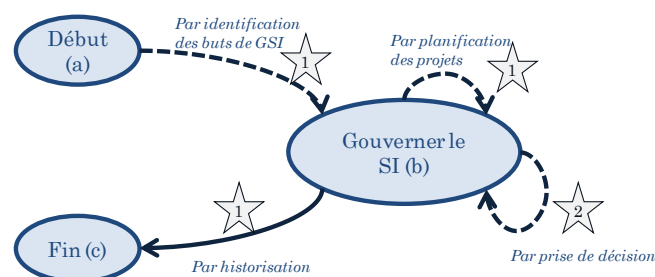 Par identification
des buts de GSI
Début
(a)
1
Par planification
des projets
1
Gouverner le
SI (b)
1
2
Fin (c)
Par historisation
Par prise de décision